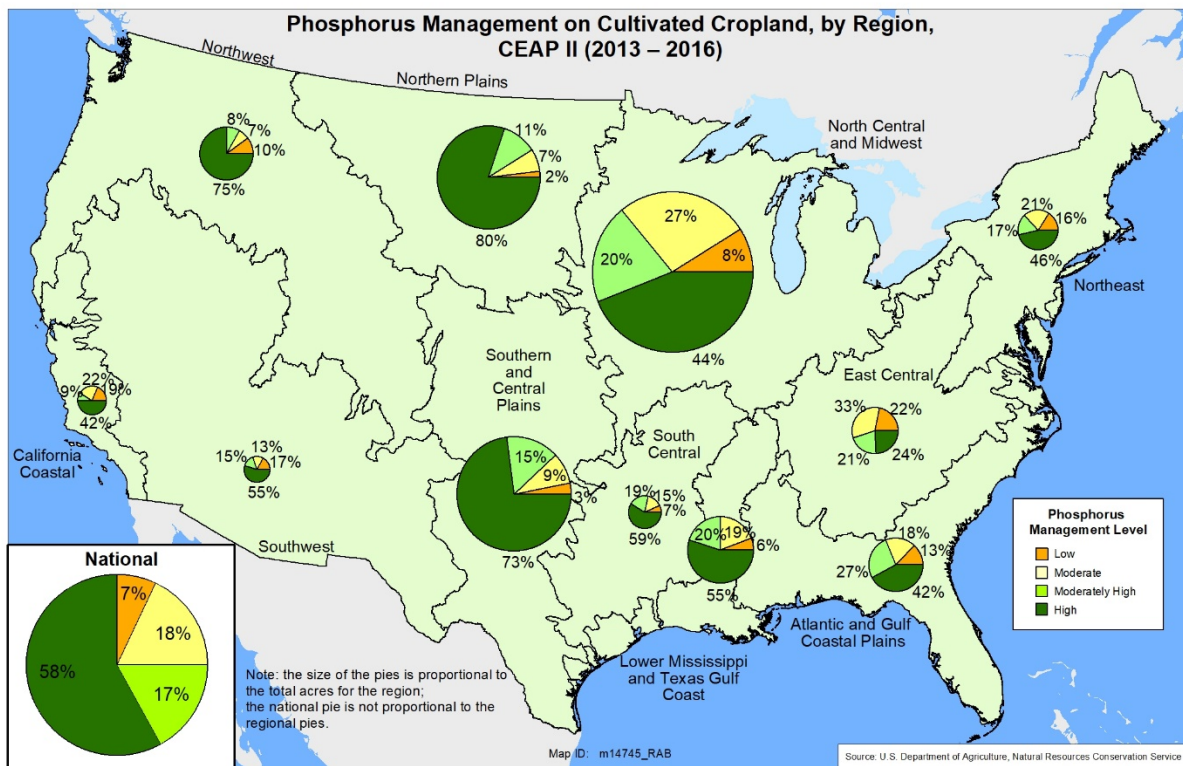 Phosphorus Management on Cultivated Cropland, by Region,
CEAP II (2013 – 2016)
Northwest
Northern Plains
North Central
and Midwest
8%
7%
10%
75%
11%
7%
2%
80%
27%
20%
8%
44%
21%
17%
16%
46%
Northeast
Southern
and
Central
Plains
15%
9%
3%
73%
East Central
33%
22%
21%
24%
South
Central
19%
15%
7%
59%
22%
9%
9%
42%
California
Coastal
13%
15%
17%
55%
Southwest
20%
19%
6%
55%
Lower Mississippi
and Texas Gulf
Coast
18%
13%
27%
42%
Atlantic and Gulf
Coastal Plains
Phosphorus
Management Level
Low
Moderate
Moderately High
High
National
7%
18%
58%
17%
Note: the size of the pies is proportional to
the total acres for the region;
the national pie is not proportional to the
regional pies.
Map ID: m14745_RAB
Source: U.S. Department of Agriculture, Natural Resources Conservation Service